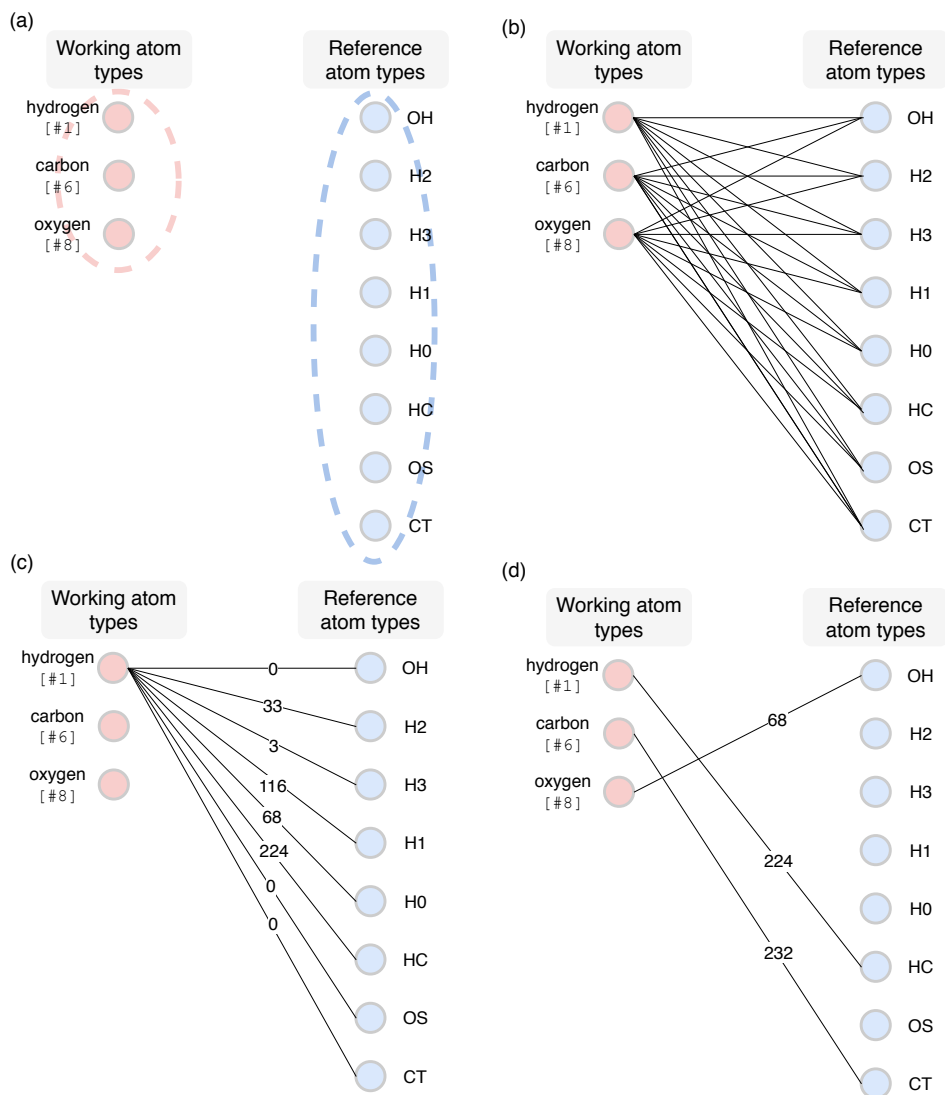 (a)
Working atom
types
Reference
atom types
hydrogen
[#1]
carbon
[#6]
oxygen
[#8]
OH
H2
H3
H1
H0
HC
OS
CT
(b)
Working atom
types
Reference
atom types
hydrogen
[#1]
carbon
[#6]
oxygen
[#8]
OH
H2
H3
H1
H0
HC
OS
CT
(c)
Working atom
types
Reference
atom types
hydrogen
[#1]
carbon
[#6]
oxygen
[#8]
0
33
3
116
68
224
0
0
OH
H2
H3
H1
H0
HC
OS
CT
(d)
Working atom
types
Reference
atom types
hydrogen
[#1]
carbon
[#6]
oxygen
[#8]
68
224
232
OH
H2
H3
H1
H0
HC
OS
CT